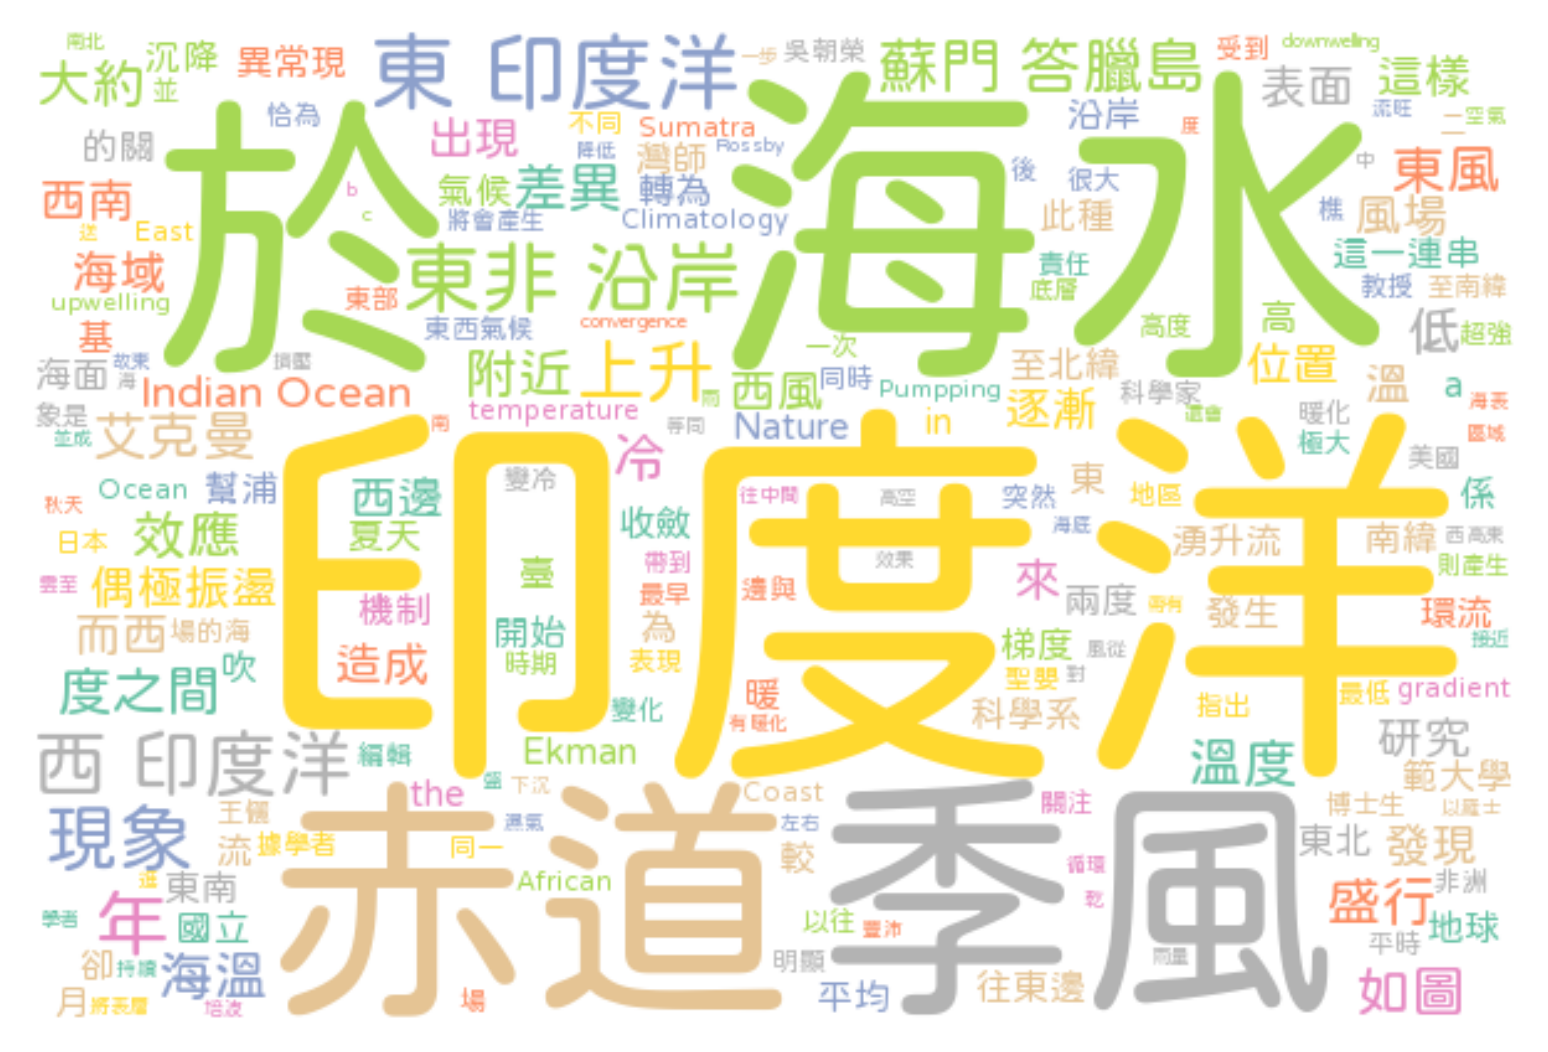 南北
沉降
異常現
東 印度洋
一步
吳朝榮
蘇門 答臘島
受到
downwelling
大約
並
表面
這樣
恰為
於
海水
沿岸
流旺
二
空氣
的關
出現
不同
Sumatra
降低
Rossby
灣師
度
中
東風
西南
b
c
氣候
差異
轉為
後
很大
樵
將會產生
Climatology
此種
風場
送
East
海域
東非 沿岸
責任
這一連串
upwelling
東部
底層
教授
至南緯
基
東西氣候
convergence
高度
高
低
超強
故東
擠壓
一次
海面
海
附近
上升
西風
同時
至北緯
位置
溫
Indian Ocean
雨
Pumpping
科學家
a
象是
temperature
逐漸
還會
暖化
海表
並成
艾克曼
南
等同
Nature
in
極大
區域
冷
美國
印度洋
Ocean
幫浦
西邊
變冷
往中間
高空
突然
東
地區
係
秋天
日本
效應
夏天
收斂
海底
湧升流
南緯
西高東
雲至
偶極振盪
臺
帶到
效果
來
則產生
機制
最早
邊與
兩度
帶有
發生
環流
而西
場的海
開始
為
梯度
風從
接近
度之間
吹
造成
時期
表現
聖嬰
對
暖
最低
gradient
變化
有暖化
科學系
指出
西 印度洋
編輯
Ekman
溫度
研究
範大學
赤道
the
下沉
Coast
季風
關注
博士生
以羅士
現象
王儷
濕氣
左右
流
據學者
同一
較
東北
發現
進
東南
African
循環
非洲
年
乾
盛行
學者
國立
以往
豐沛
地球
平時
卻
持續
海溫
明顯
雨量
月
將表層
培波
場
平均
往東邊
如圖